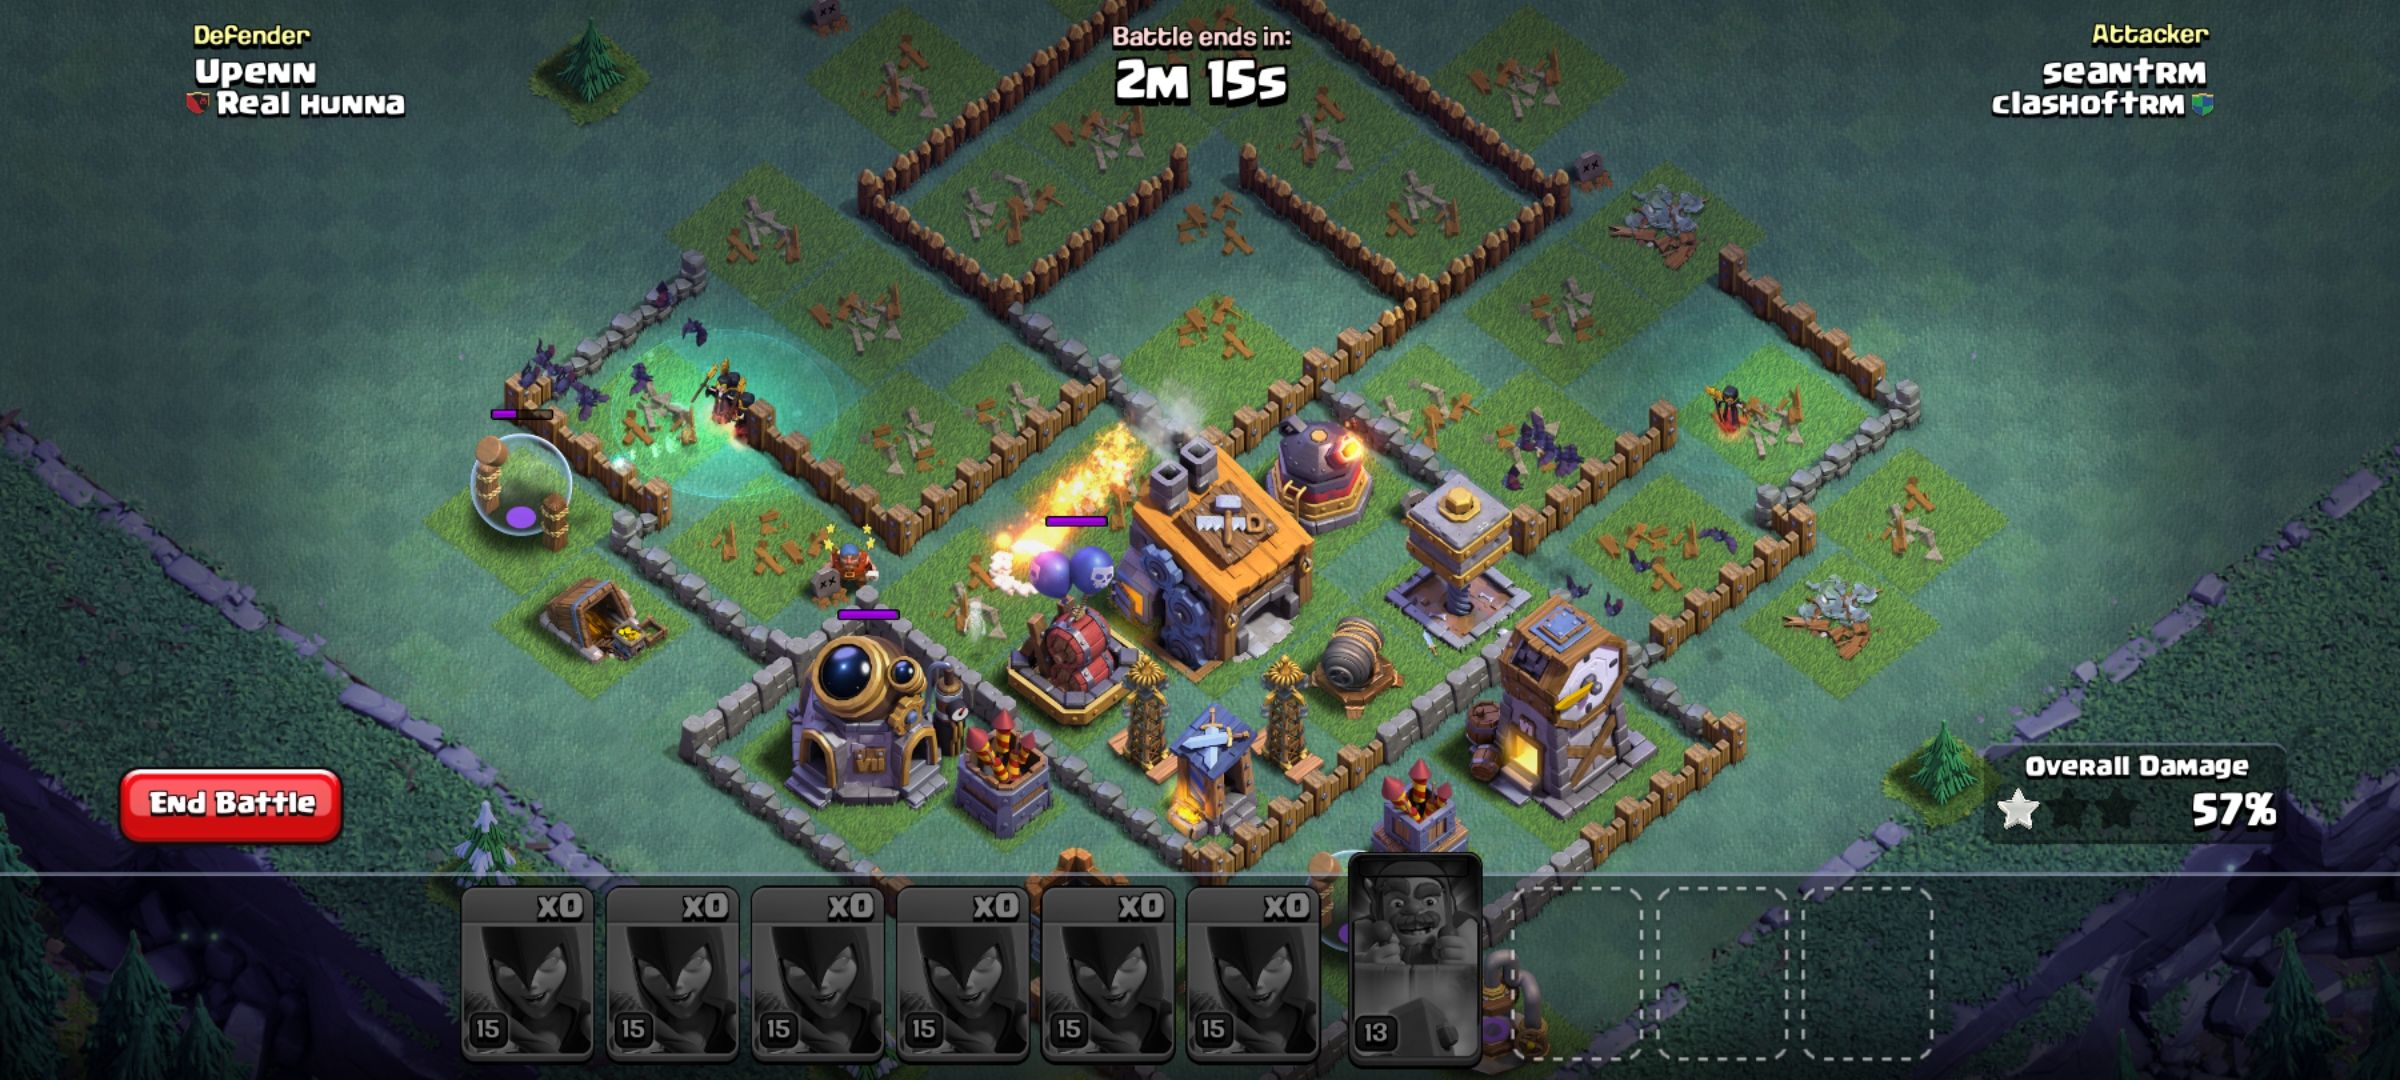 Defender
Upenn
Real Hunna
Battle ends in:
2M 15s
Attacker
seantRM
clashoftRM
End Battle
Overall Damage
57%
x0
x0
x0
x0
x0
x0
15
15
15
15
15
15
13